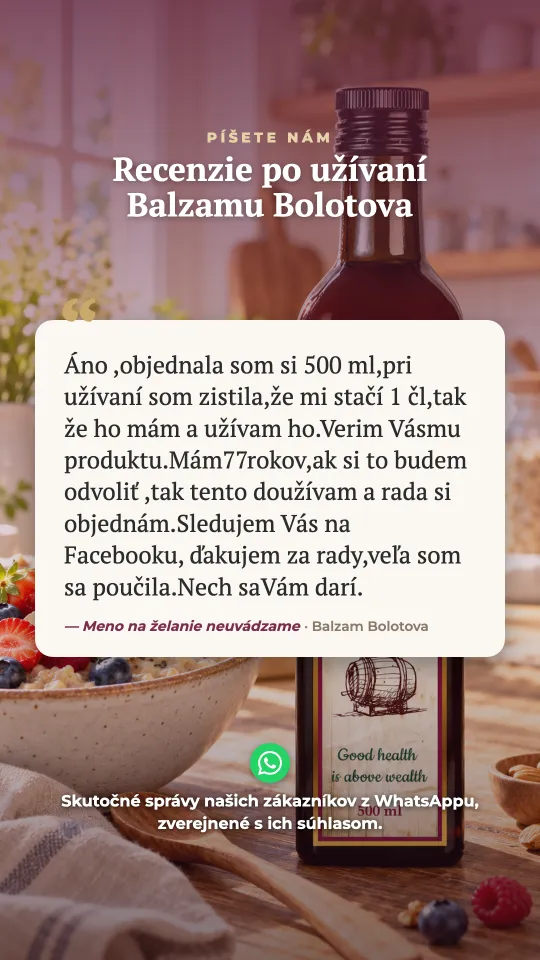 PÍŠETE NÁM
Recenzie po užívaní
Balzamu Bolotova
“
Áno ,objednala som si 500 ml,pri
užívaní som zistila,že mi stačí 1 čl,tak
že ho mám a užívam ho.Verim Vásmu
produktu.Mám77rokov,ak si to budem
odvoliť ,tak tento doužívam a rada si
objednám.Sledujem Vás na
Facebooku, ďakujem za rady,veľa som
sa poučila.Nech saVám darí.
— Meno na želanie neuvádzame · Balzam Bolotova
Good health
is above wealth
500 ml
Skutočné správy našich zákazníkov z WhatsAppu,
zverejnené s ich súhlasom.